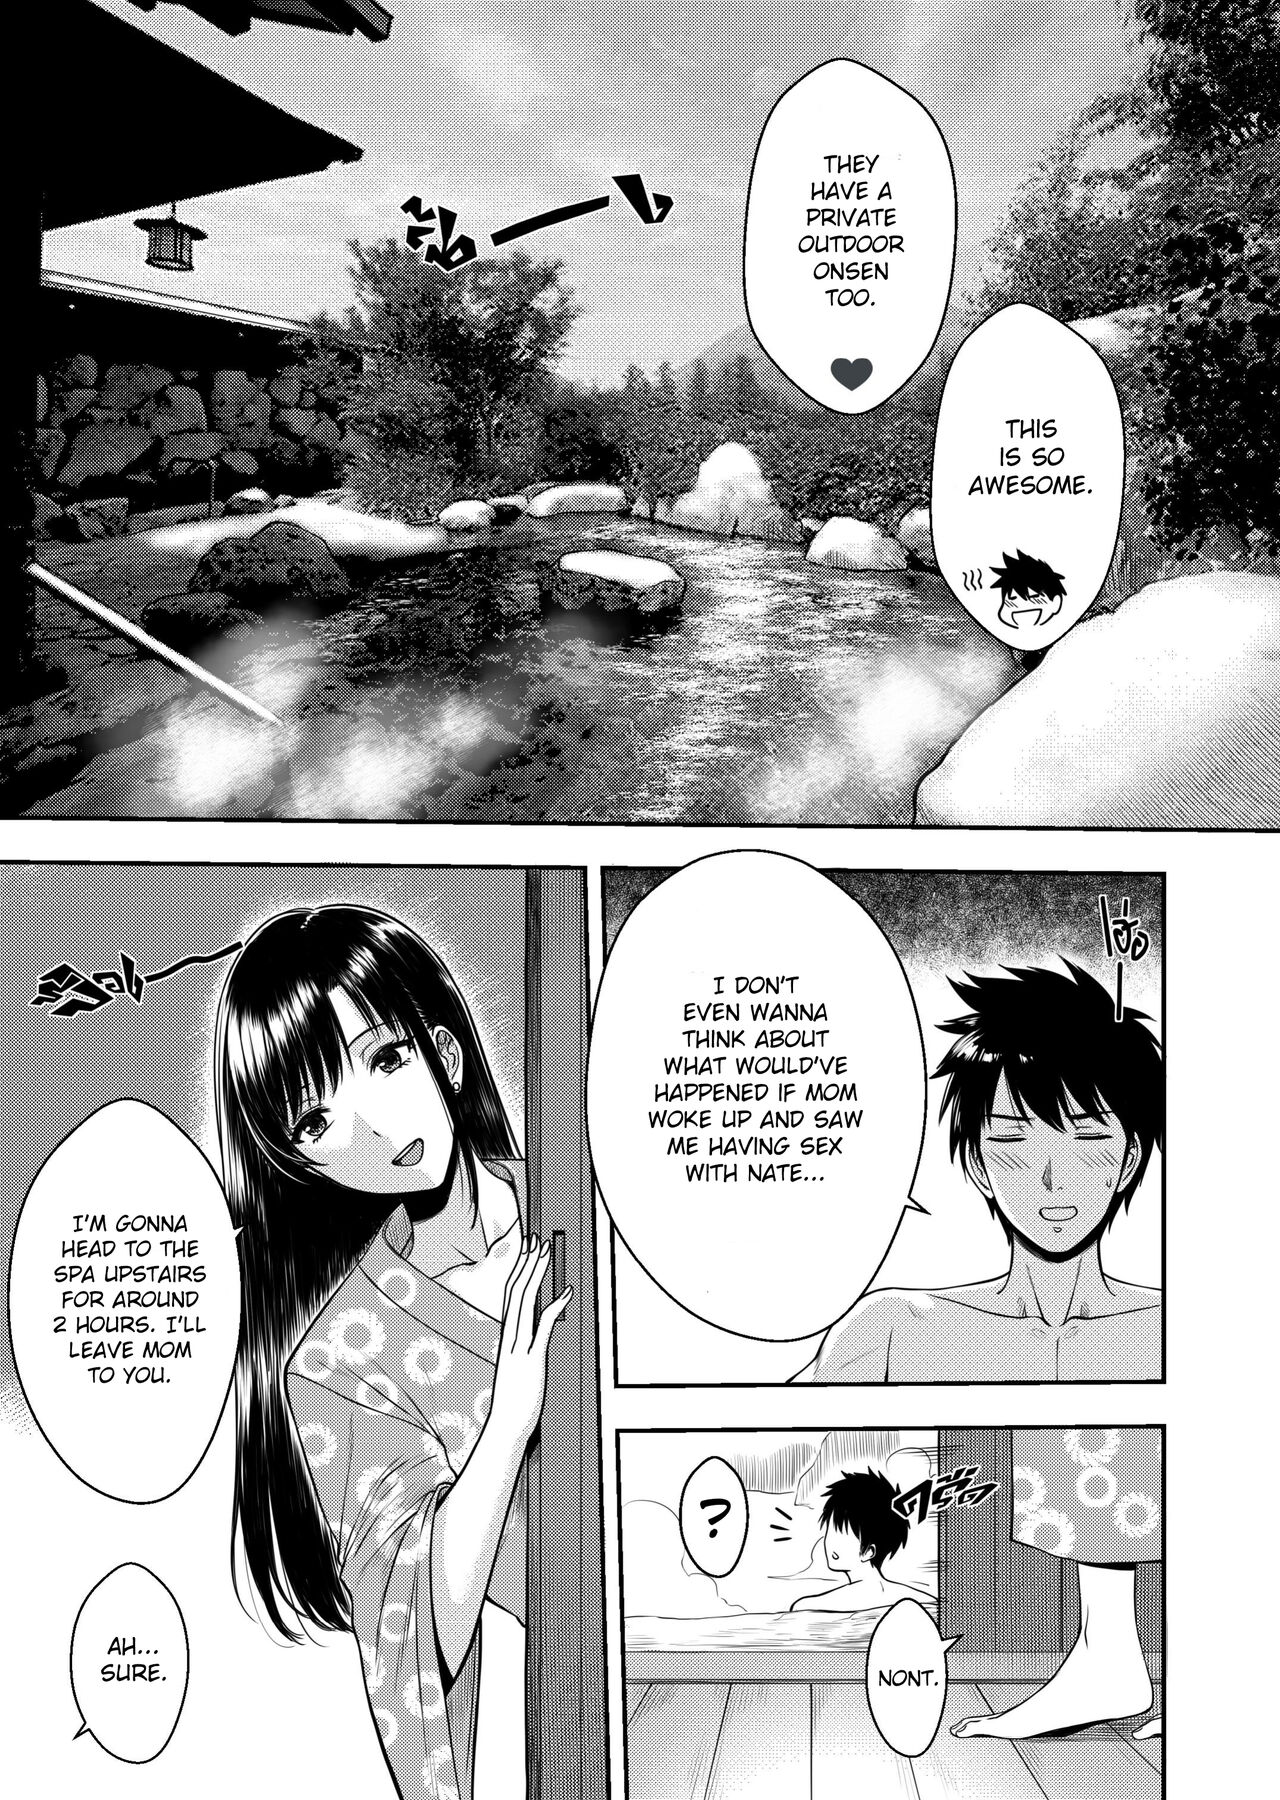 THEY
HAVE A
PRIVATE
OUTDOOR
ONSEN
TOO.
THIS
IS SO
AWESOME.
I DON'T
EVEN WANNA
THINK ABOUT
WHAT WOULD'VE
HAPPENED IF MOM
WOKE UP AND SAW
ME HAVING SEX
WITH NATE...
?
NONT.
I'M GONNA
HEAD TO THE
SPA UPSTAIRS
FOR AROUND
2 HOURS. I'LL
LEAVE MOM
TO YOU.
AH...
SURE.